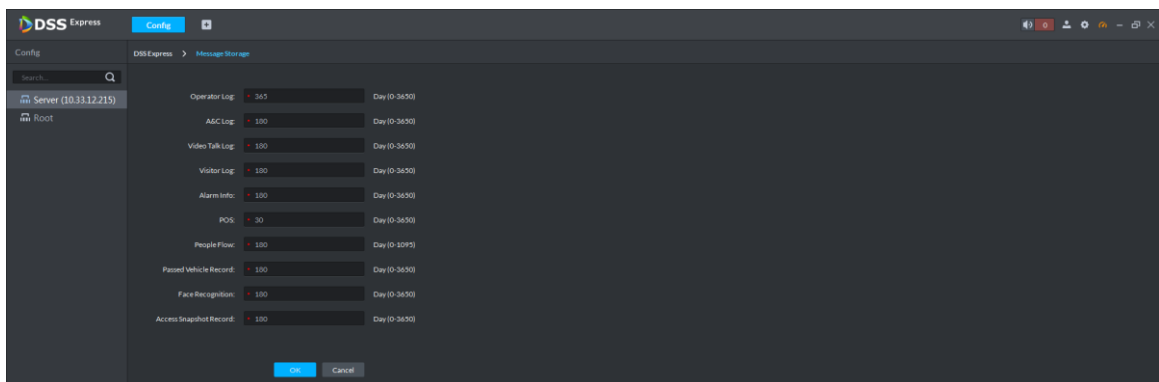 DSS Express
Config
0
Config
DSS Express > Message Storage
Search...
Server (10.33.12.215)
Root
Operator Log: * 365 Day (0-3650)
A&C Log: * 180 Day (0-3650)
Video Talk Log: * 180 Day (0-3650)
Visitor Log: * 180 Day (0-3650)
Alarm Info: * 180 Day (0-3650)
POS: * 30 Day (0-3650)
People Flow: * 180 Day (0-1095)
Passed Vehicle Record: * 180 Day (0-3650)
Face Recognition: * 180 Day (0-3650)
Access Snapshot Record: * 180 Day (0-3650)
OK Cancel